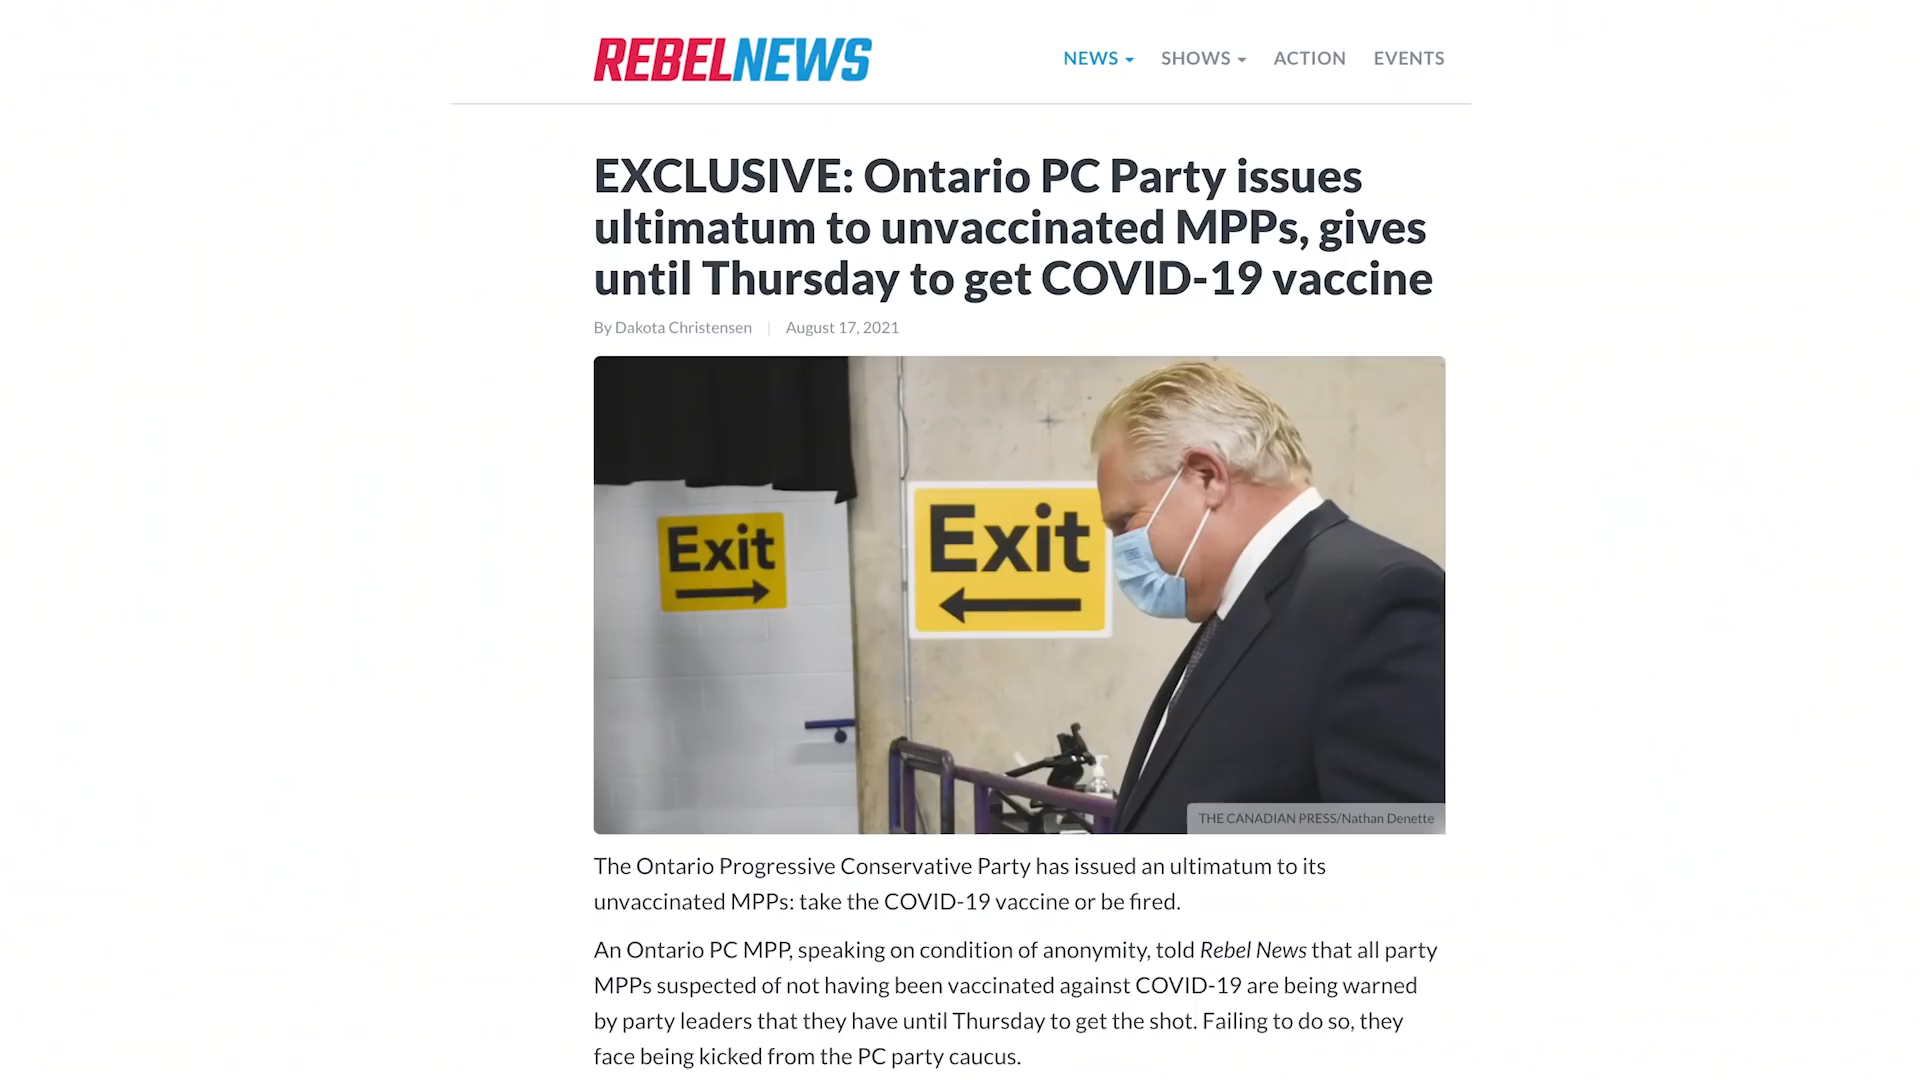 REBELNEWS
NEWS SHOWS ACTION EVENTS
EXCLUSIVE: Ontario PC Party issues
ultimatum to unvaccinated MPPs, gives
until Thursday to get COVID-19 vaccine
By Dakota Christensen | August 17, 2021
Exit
Exit
THE CANADIAN PRESS/Nathan Denette
The Ontario Progressive Conservative Party has issued an ultimatum to its
unvaccinated MPPs: take the COVID-19 vaccine or be fired.
An Ontario PC MPP, speaking on condition of anonymity, told Rebel News that all party
MPPs suspected of not having been vaccinated against COVID-19 are being warned
by party leaders that they have until Thursday to get the shot. Failing to do so, they
face being kicked from the PC party caucus.